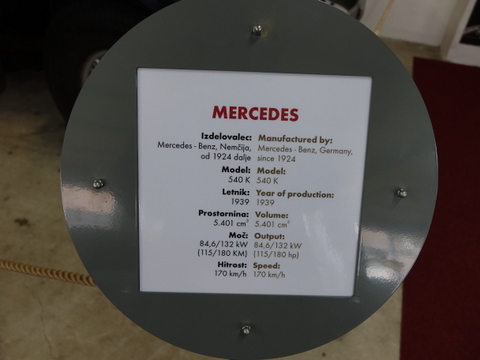 MERCEDES
Izdelovalec: Manufactured by:
Mercedes - Benz, Nemčija, Mercedes - Benz, Germany,
od 1924 dalje since 1924
Model: Model:
540 K 540 K
Letnik: Year of production:
1939 1939
Prostornina: Volume:
5.401 cm³ 5.401 cm³
Moč: Output:
84,6/132 kW 84,6/132 kW
(115/180 KM) (115/180 hp)
Hitrost: Speed:
170 km/h 170 km/h